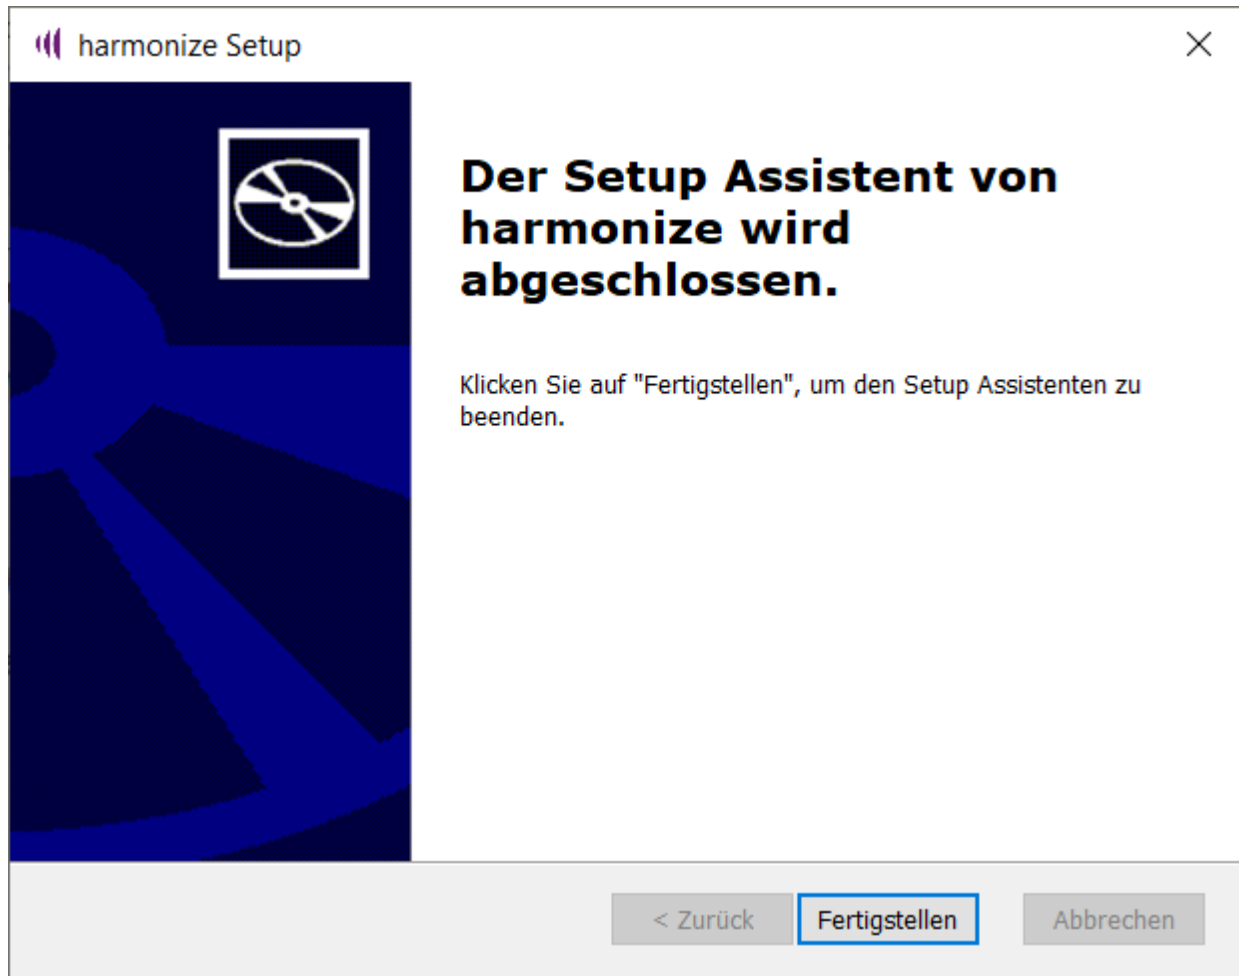 harmonize Setup
Der Setup Assistent von
harmonize wird
abgeschlossen.
Klicken Sie auf "Fertigstellen", um den Setup Assistenten zu
beenden.
< Zurück
Fertigstellen
Abbrechen